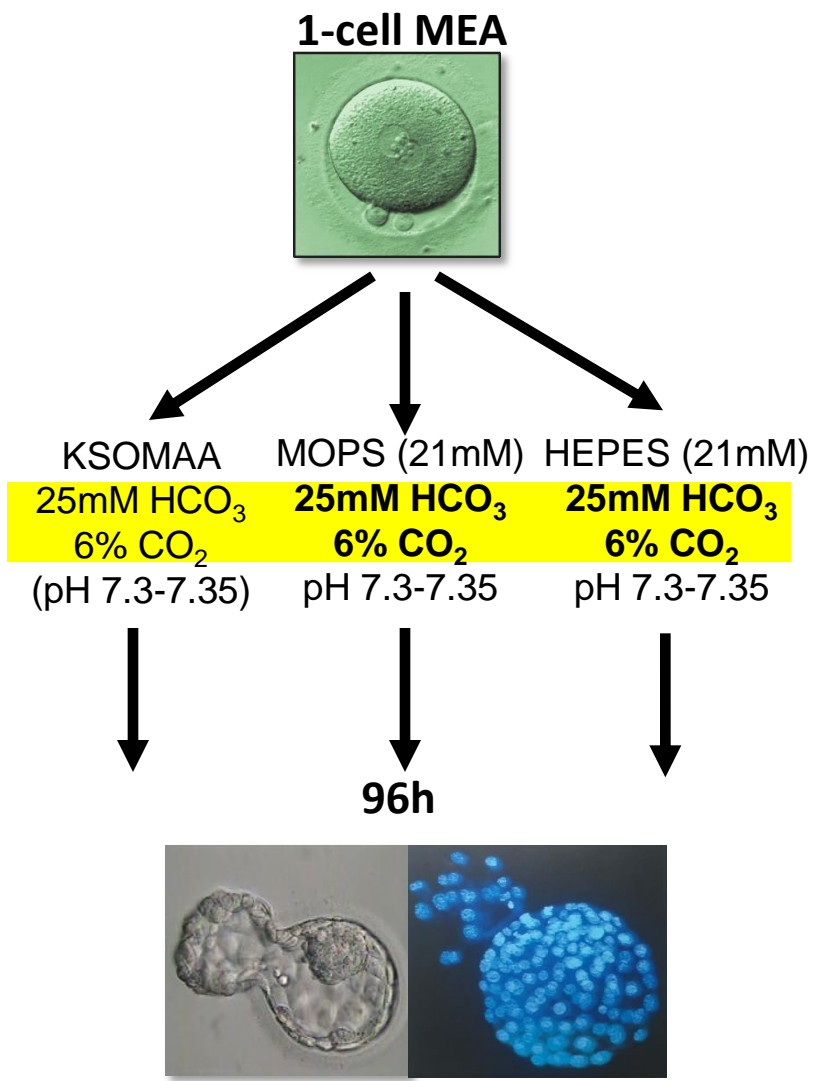 1-cell MEA
KSOMAA MOPS (21mM) HEPES (21mM)
25mM HCO₃ 25mM HCO₃ 25mM HCO₃
6% CO₂ 6% CO₂ 6% CO₂
(pH 7.3-7.35) pH 7.3-7.35 pH 7.3-7.35
96h